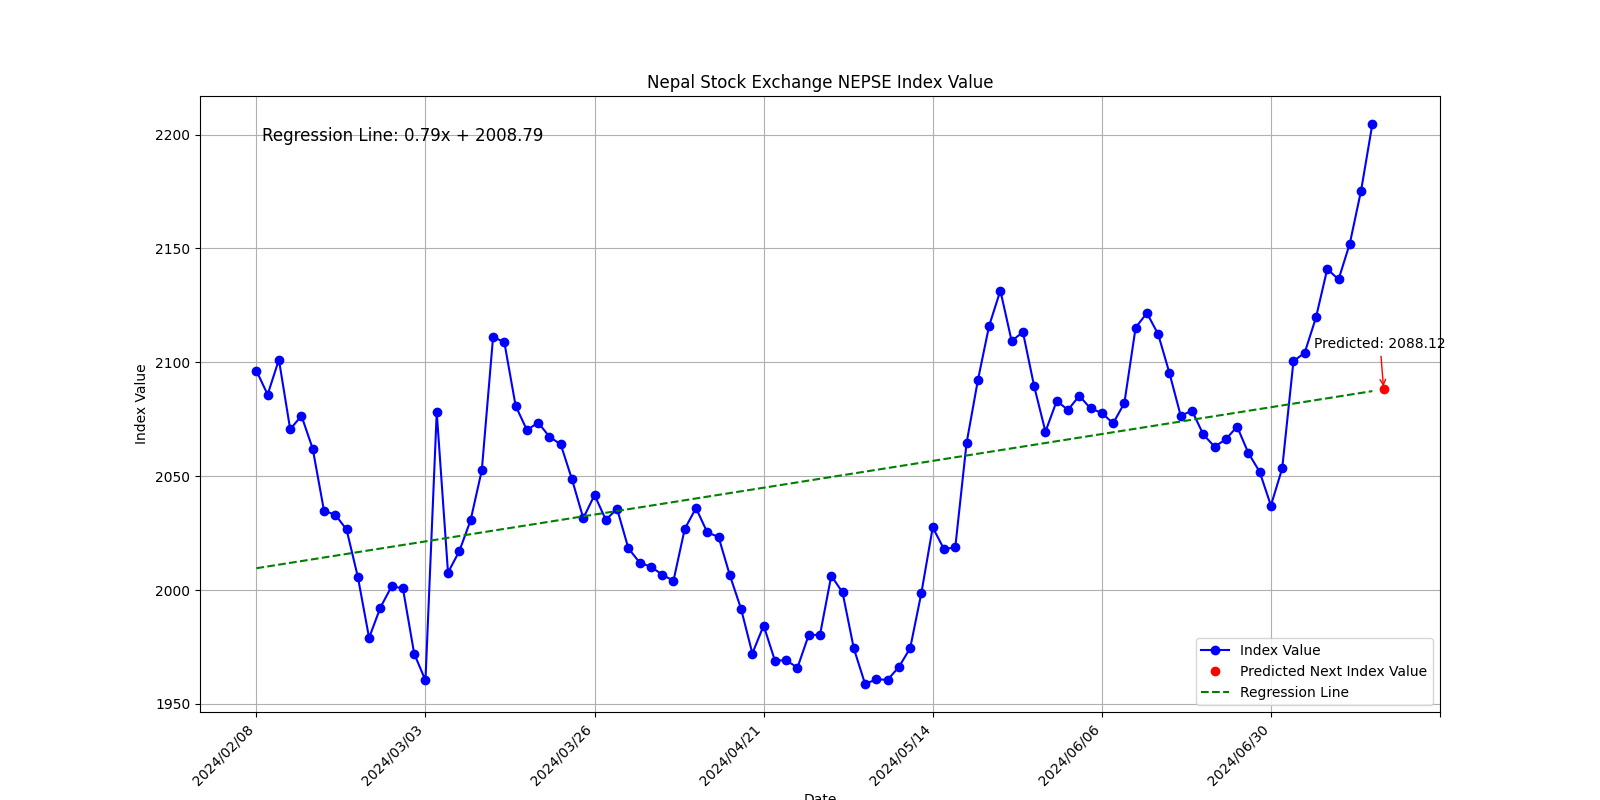 Nepal Stock Exchange NEPSE Index Value
Regression Line: 0.79x + 2008.79
Predicted: 2088.12
Index Value
2200
2150
2100
2050
2000
1950
Index Value
Predicted Next Index Value
Regression Line
2024/02/08
2024/03/03
2024/03/26
2024/04/21
2024/05/14
2024/06/06
2024/06/30
Date